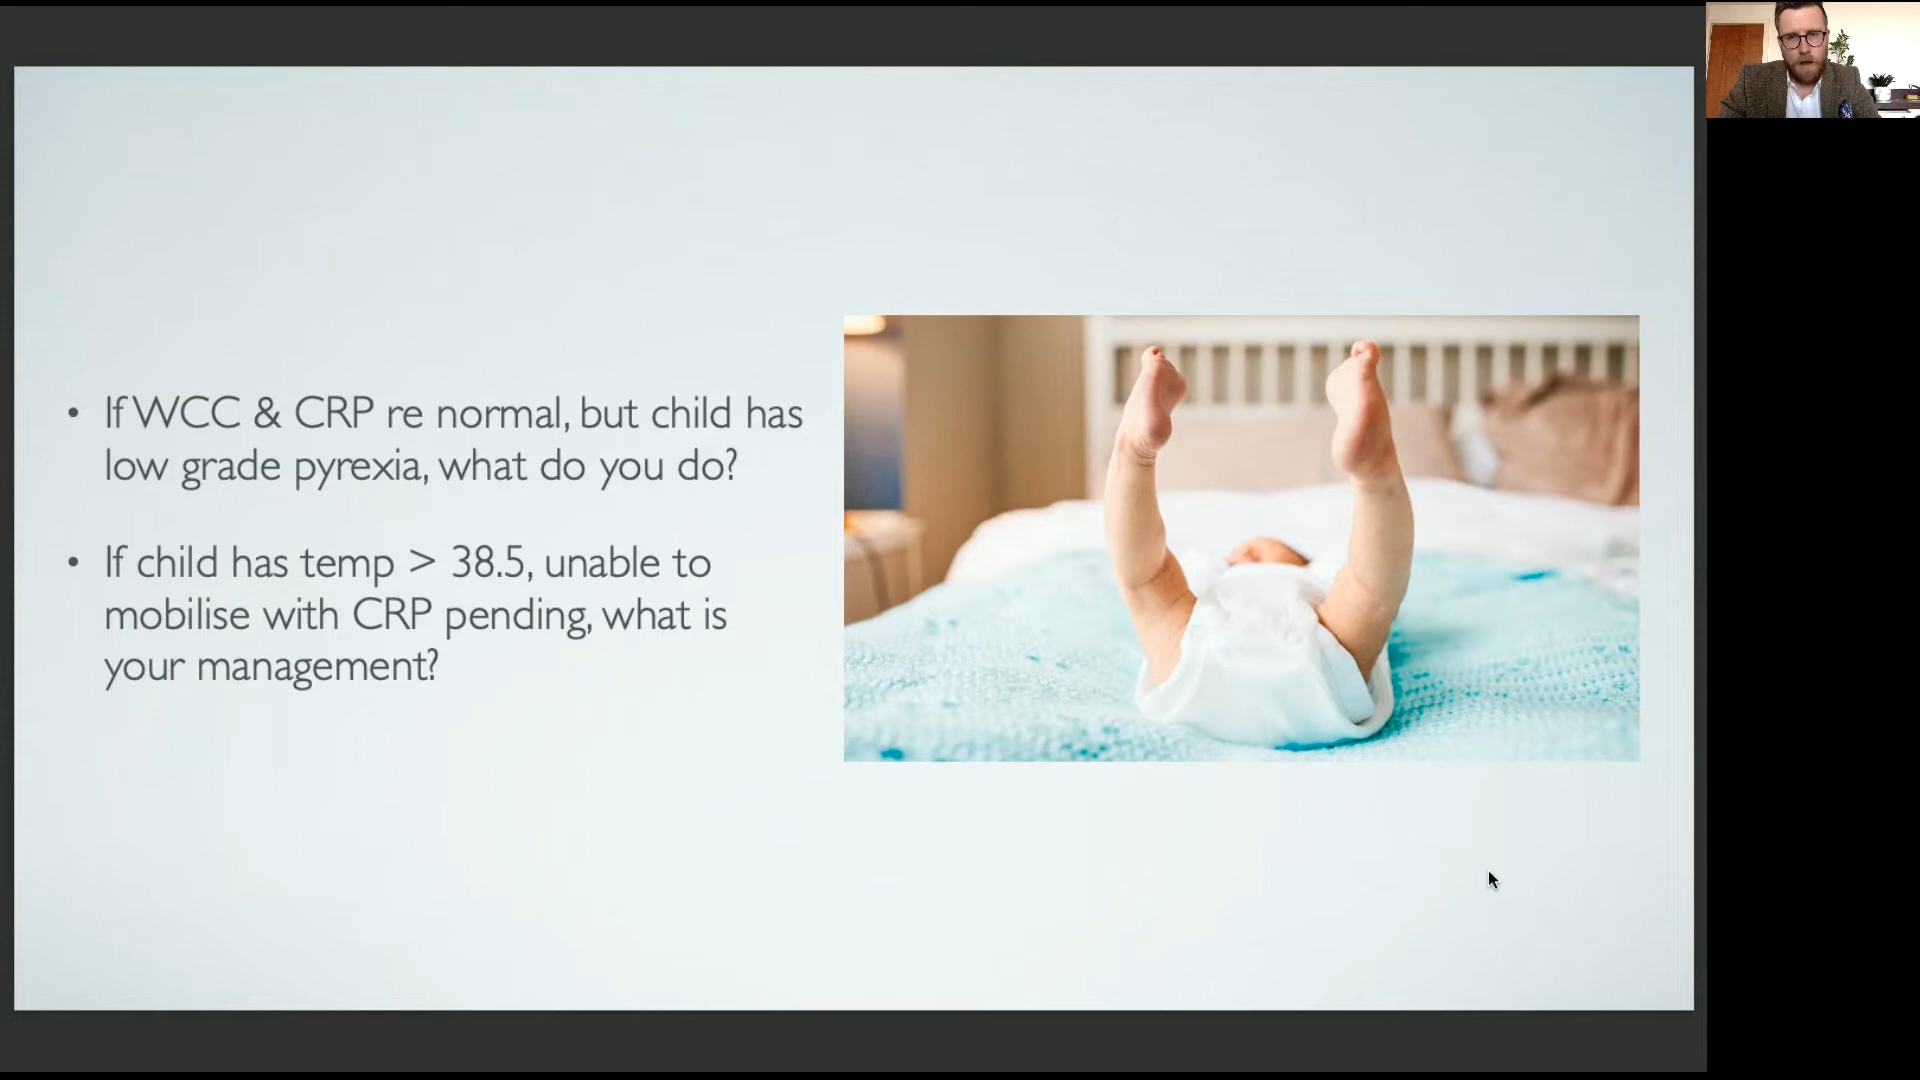 • If WCC & CRP re normal, but child has
low grade pyrexia, what do you do?
• If child has temp > 38.5, unable to
mobilise with CRP pending, what is
your management?